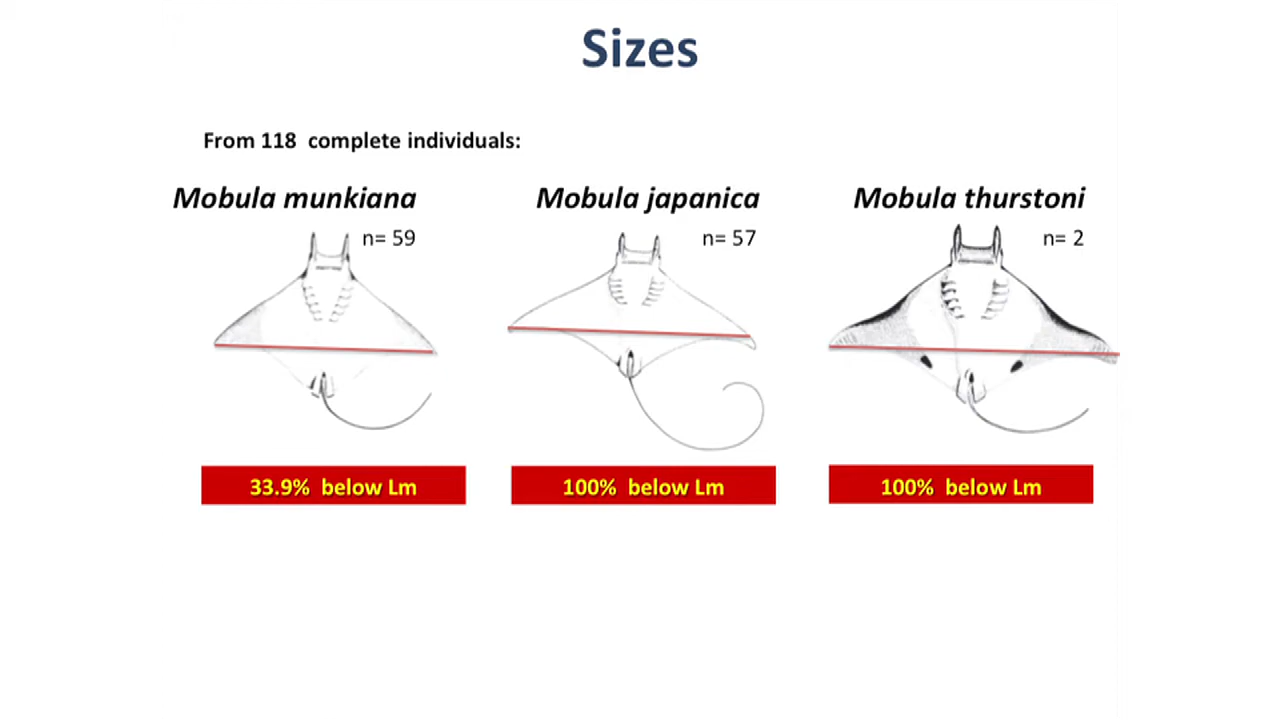 Sizes
From 118 complete individuals:
Mobula munkiana
n= 59
Mobula japanica
n= 57
Mobula thurstoni
n= 2
33.9% below Lm
100% below Lm
100% below Lm